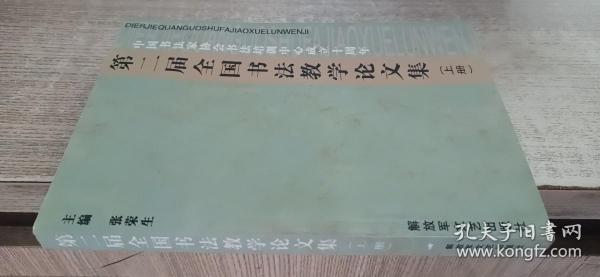 DIERJIEQUANGUOSHUFAJIAOXUELUNWENJI
中国书法家协会书法培训中心成立十周年
第二届全国书法教学论文集（上册）
主编 张荣生
解放军
第二届全国书法教学论文集（上册）
孔夫子旧书网
www.kongfz.com